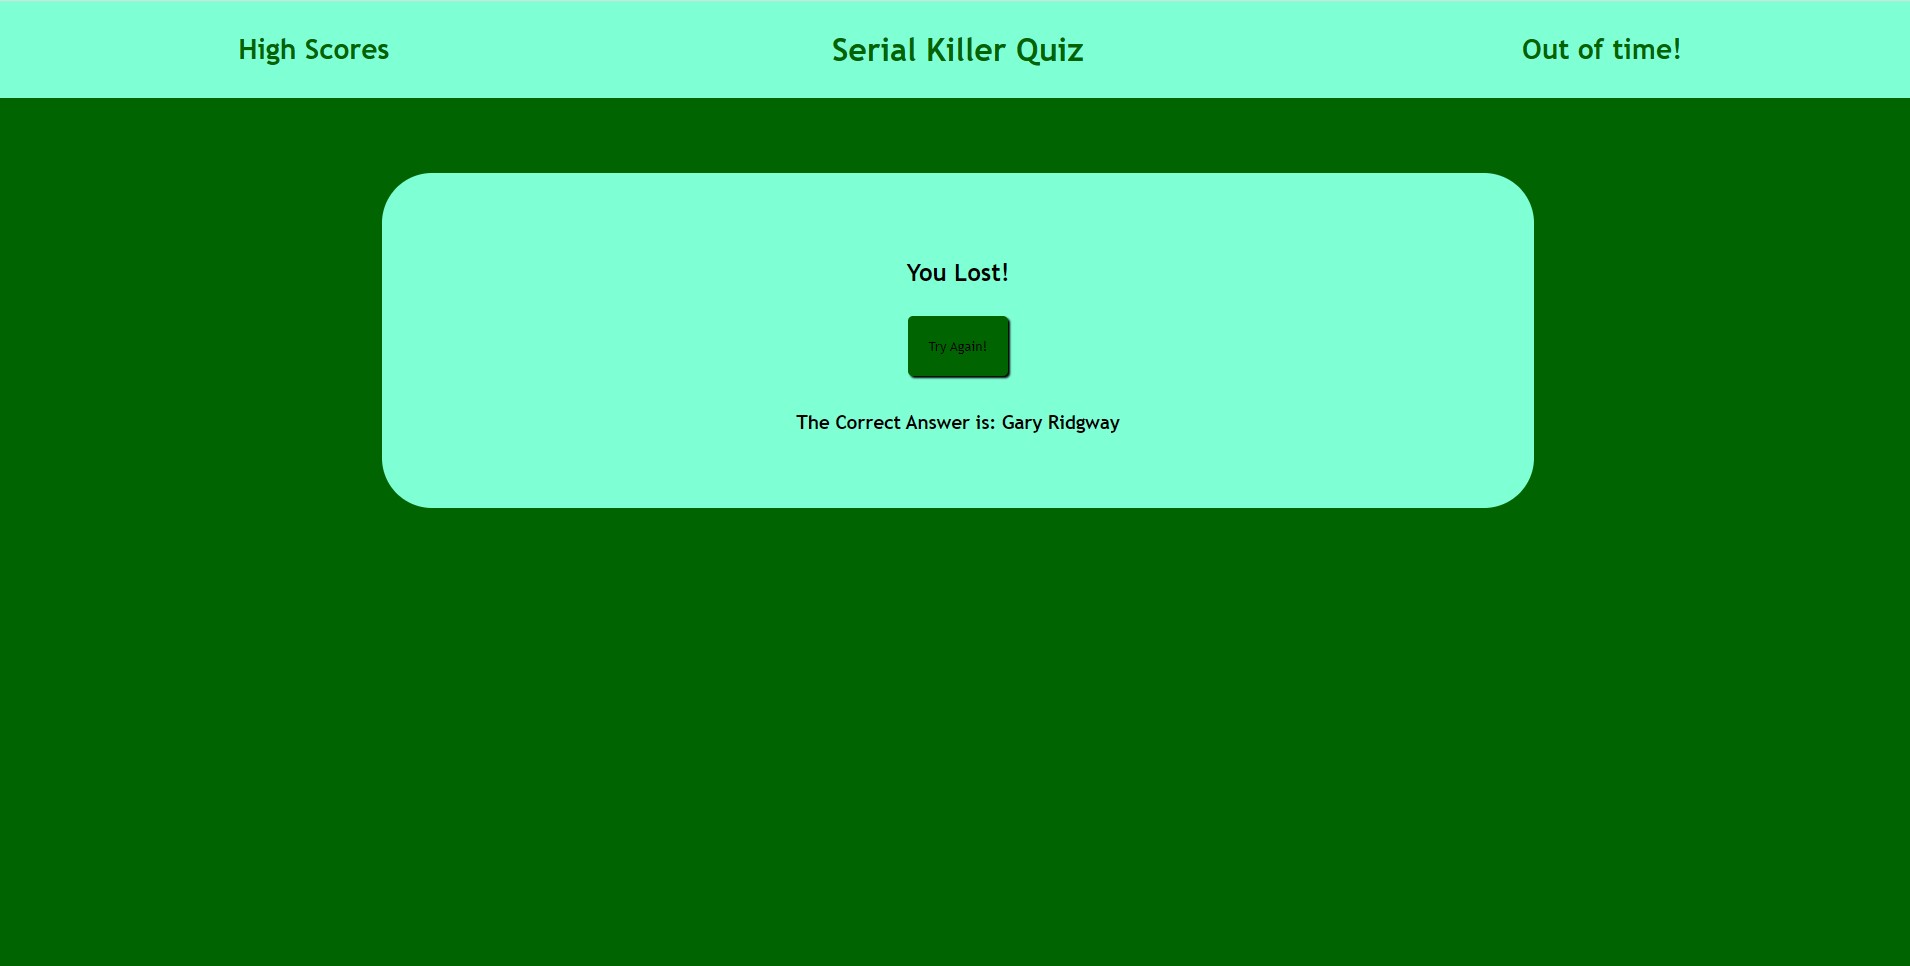 High Scores
Serial Killer Quiz
Out of time!
You Lost!
Try Again!
The Correct Answer is: Gary Ridgway